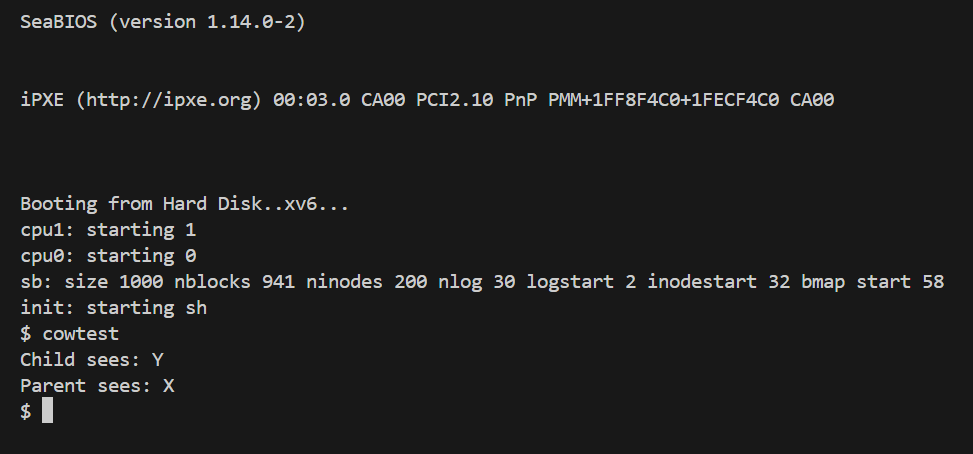 SeaBIOS (version 1.14.0-2)
iPXE (http://ipxe.org) 00:03.0 CA00 PCI2.10 PnP PMM+1FF8F4C0+1FECF4C0 CA00
Booting from Hard Disk..xv6...
cpu1: starting 1
cpu0: starting 0
sb: size 1000 nblocks 941 ninodes 200 nlog 30 logstart 2 inodestart 32 bmap start 58
init: starting sh
$ cowtest
Child sees: Y
Parent sees: X
$